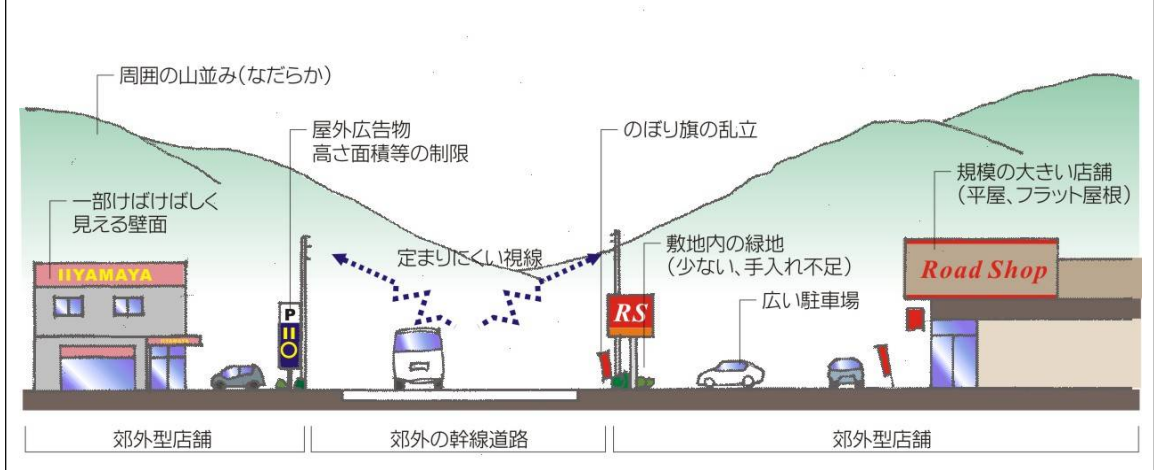 周囲の山並み（なだらか）
屋外広告物
高さ面積等の制限
のぼり旗の乱立
規模の大きい店舗
（平屋、フラット屋根）
一部けばけばしく
見える壁面
定まりにくい視線
敷地内の緑地
（少ない、手入れ不足）
広い駐車場
IIYAMAYA
IIYAMAYA
P
IIO
RS
Road Shop
郊外型店舗
郊外の幹線道路
郊外型店舗